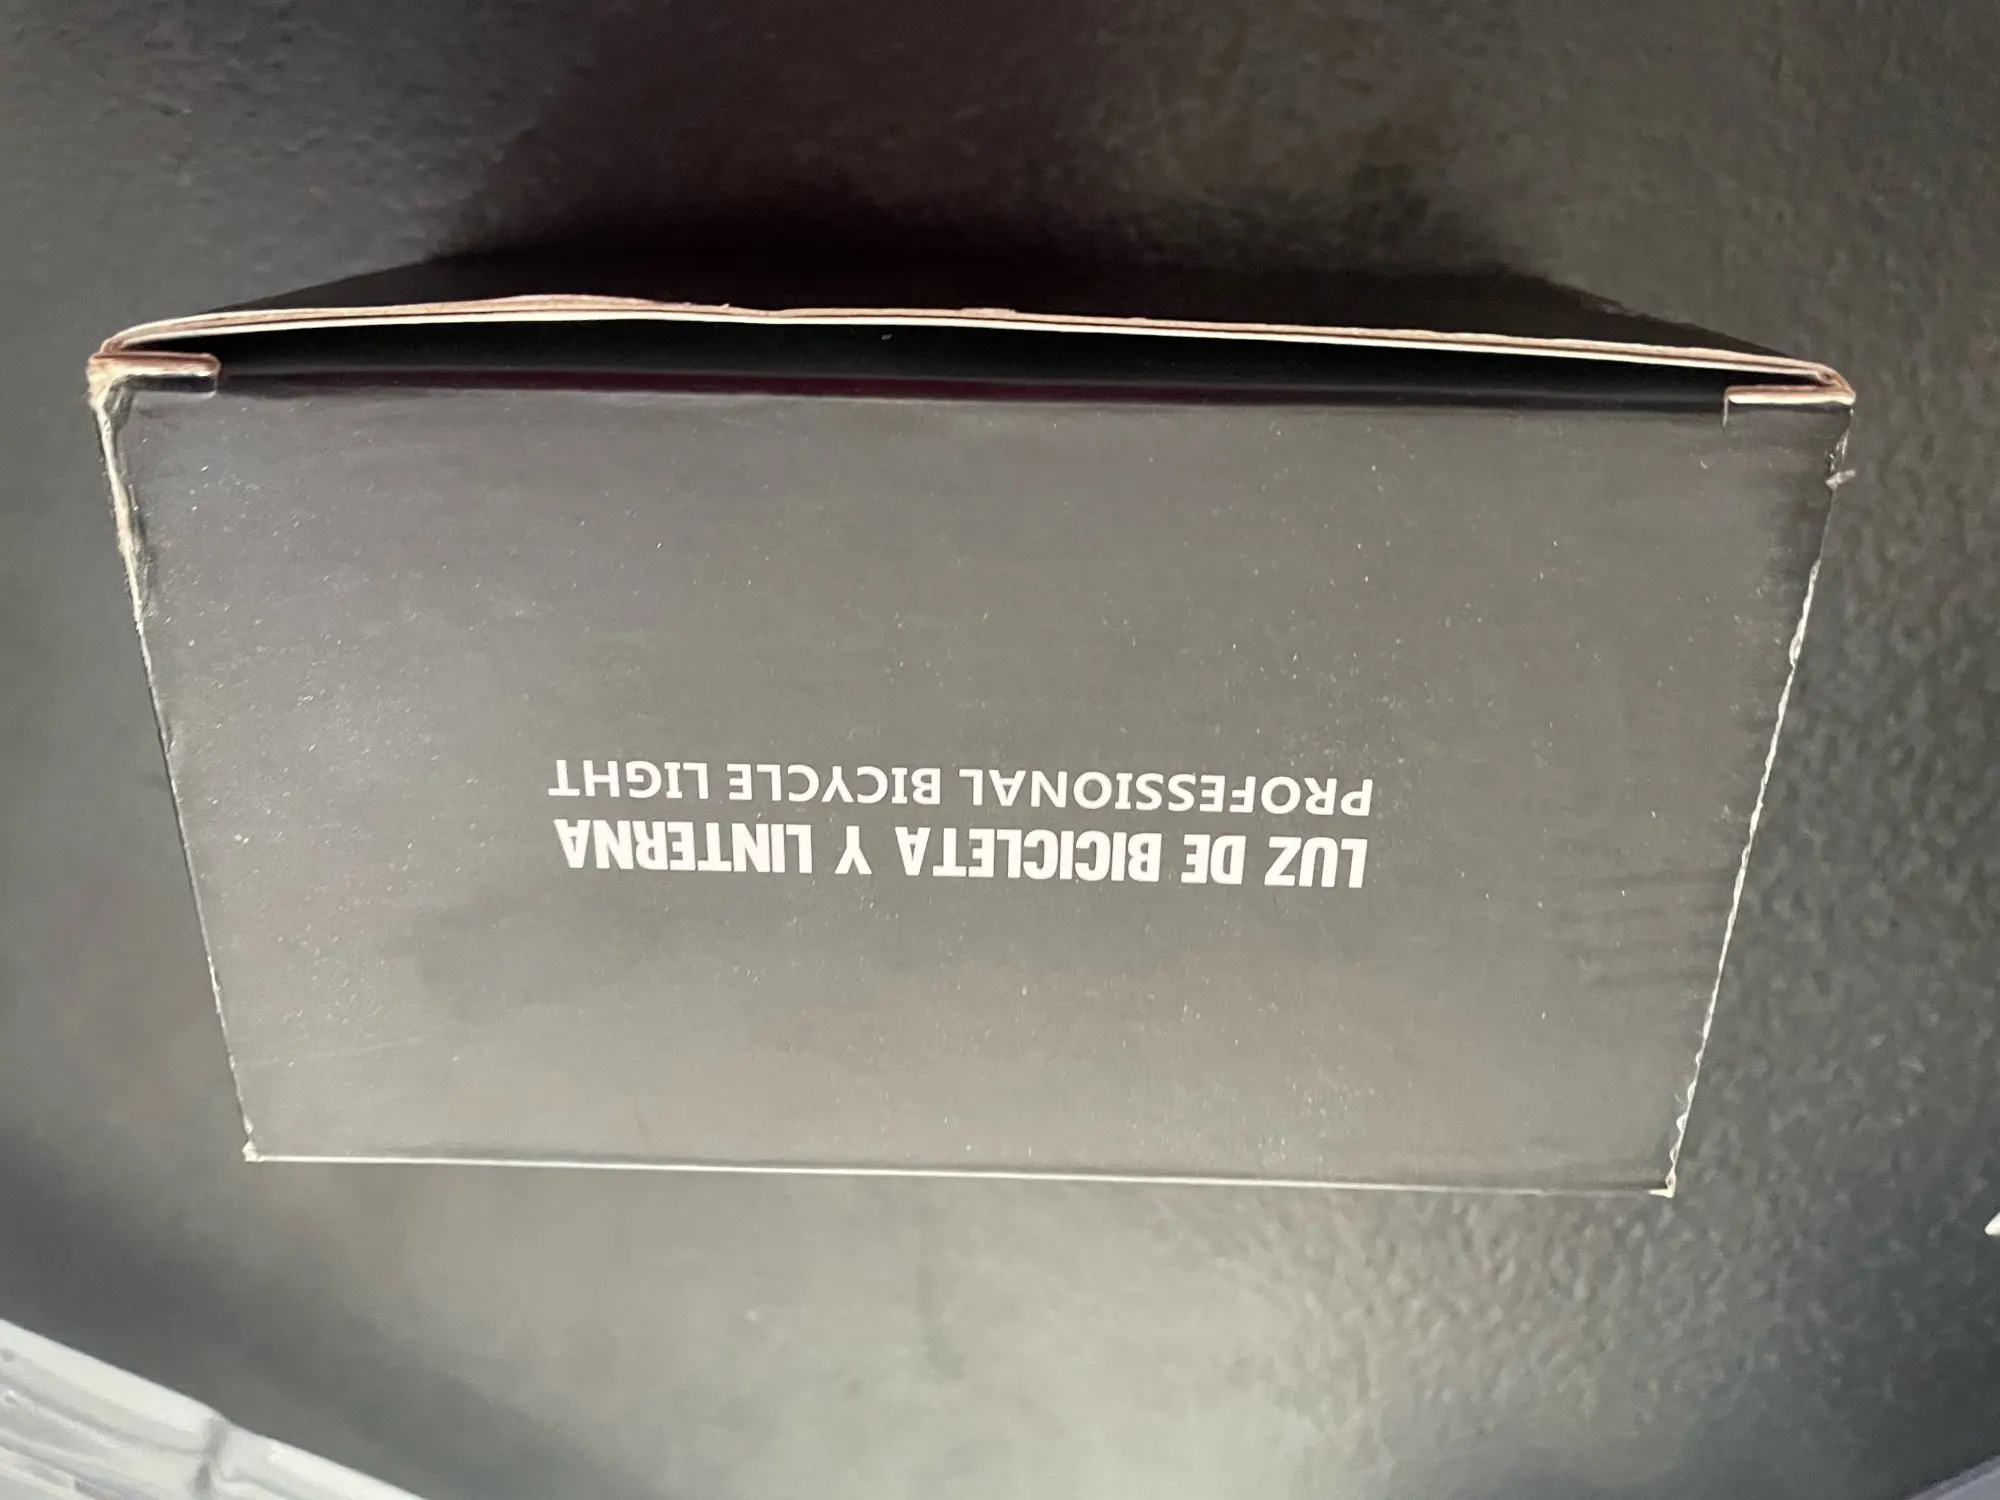 LUZ DE BICICLETA Y LINTERNA
PROFESSIONAL BICYCLE LIGHT